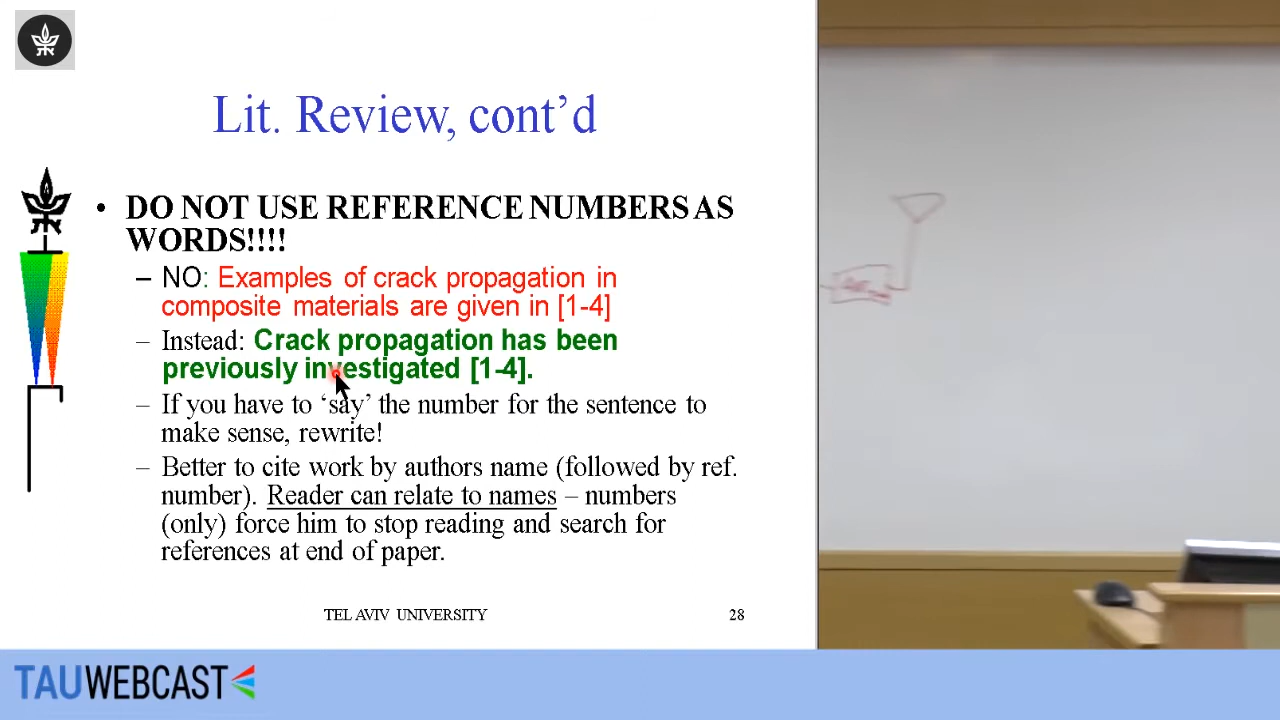 Lit. Review, cont’d
• DO NOT USE REFERENCE NUMBERS AS
WORDS!!!!
– NO: Examples of crack propagation in
composite materials are given in [1-4]
– Instead: Crack propagation has been
previously investigated [1-4].
– If you have to ‘say’ the number for the sentence to
make sense, rewrite!
– Better to cite work by authors name (followed by ref.
number). Reader can relate to names – numbers
(only) force him to stop reading and search for
references at end of paper.
TEL AVIV UNIVERSITY
28
TAUWEBCAST